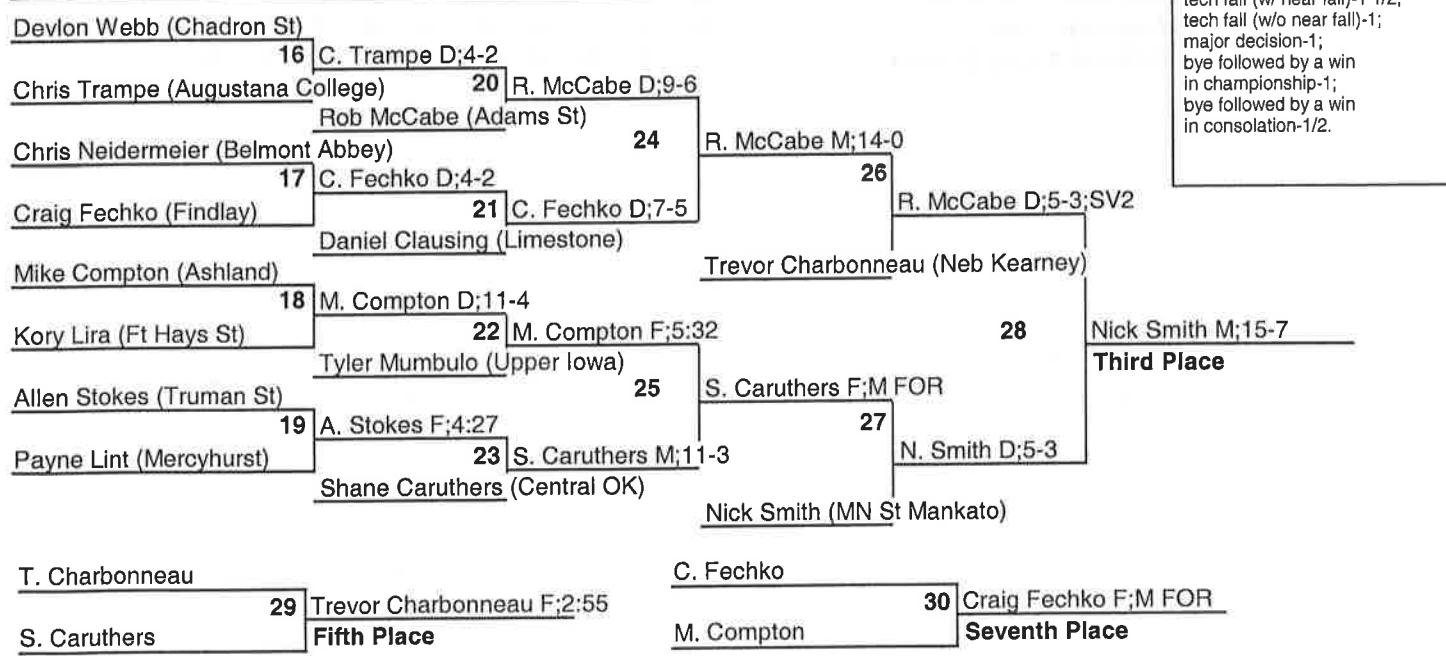 tech fall (w/ near fall)-1 1/2;
tech fall (w/o near fall)-1;
major decision-1;
bye followed by a win
in championship-1;
bye followed by a win
in consolation-1/2.
Devlon Webb (Chadron St)
16 C. Trampe D;4-2
Chris Trampe (Augustana College)
20 R. McCabe D;9-6
Rob McCabe (Adams St)
24 R. McCabe M;14-0
Chris Neidermeier (Belmont Abbey)
17 C. Fechko D;4-2
Craig Fechko (Findlay)
21 C. Fechko D;7-5
Daniel Clausing (Limestone)
26 R. McCabe D;5-3;SV2
Trevor Charbonneau (Neb Kearney)
Mike Compton (Ashland)
18 M. Compton D;11-4
Kory Lira (Ft Hays St)
22 M. Compton F;5:32
Tyler Mumbulo (Upper Iowa)
28 Nick Smith M;15-7
Third Place
25 S. Caruthers F;M FOR
Allen Stokes (Truman St)
19 A. Stokes F;4:27
Payne Lint (Mercyhurst)
23 S. Caruthers M;11-3
Shane Caruthers (Central OK)
27 N. Smith D;5-3
Nick Smith (MN St Mankato)
T. Charbonneau
29 Trevor Charbonneau F;2:55
S. Caruthers
Fifth Place
C. Fechko
30 Craig Fechko F;M FOR
M. Compton
Seventh Place